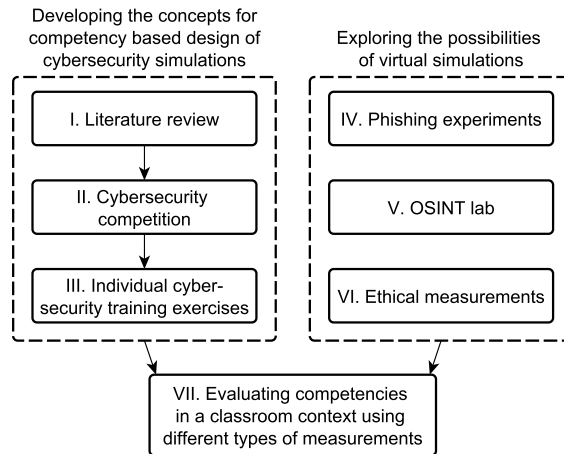 Developing the concepts for
competency based design of
cybersecurity simulations
I. Literature review
II. Cybersecurity
competition
III. Individual cyber-
security training exercises
Exploring the possibilities
of virtual simulations
IV. Phishing experiments
V. OSINT lab
VI. Ethical measurements
VII. Evaluating competencies
in a classroom context using
different types of measurements